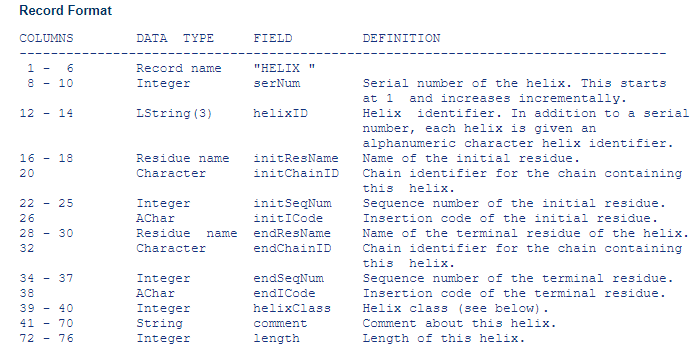 Record Format
COLUMNS DATA TYPE FIELD DEFINITION
-----------------------------------------------------------------------------------
1 - 6 Record name "HELIX "
8 - 10 Integer serNum Serial number of the helix. This starts
at 1 and increases incrementally.
12 - 14 LString(3) helixID Helix identifier. In addition to a serial
number, each helix is given an
alphanumeric character helix identifier.
16 - 18 Residue name initResName Name of the initial residue.
20 Character initChainID Chain identifier for the chain containing
this helix.
22 - 25 Integer initSeqNum Sequence number of the initial residue.
26 AChar initICode Insertion code of the initial residue.
28 - 30 Residue name endResName Name of the terminal residue of the helix.
32 Character endChainID Chain identifier for the chain containing
this helix.
34 - 37 Integer endSeqNum Sequence number of the terminal residue.
38 AChar endICode Insertion code of the terminal residue.
39 - 40 Integer helixClass Helix class (see below).
41 - 70 String comment Comment about this helix.
72 - 76 Integer length Length of this helix.